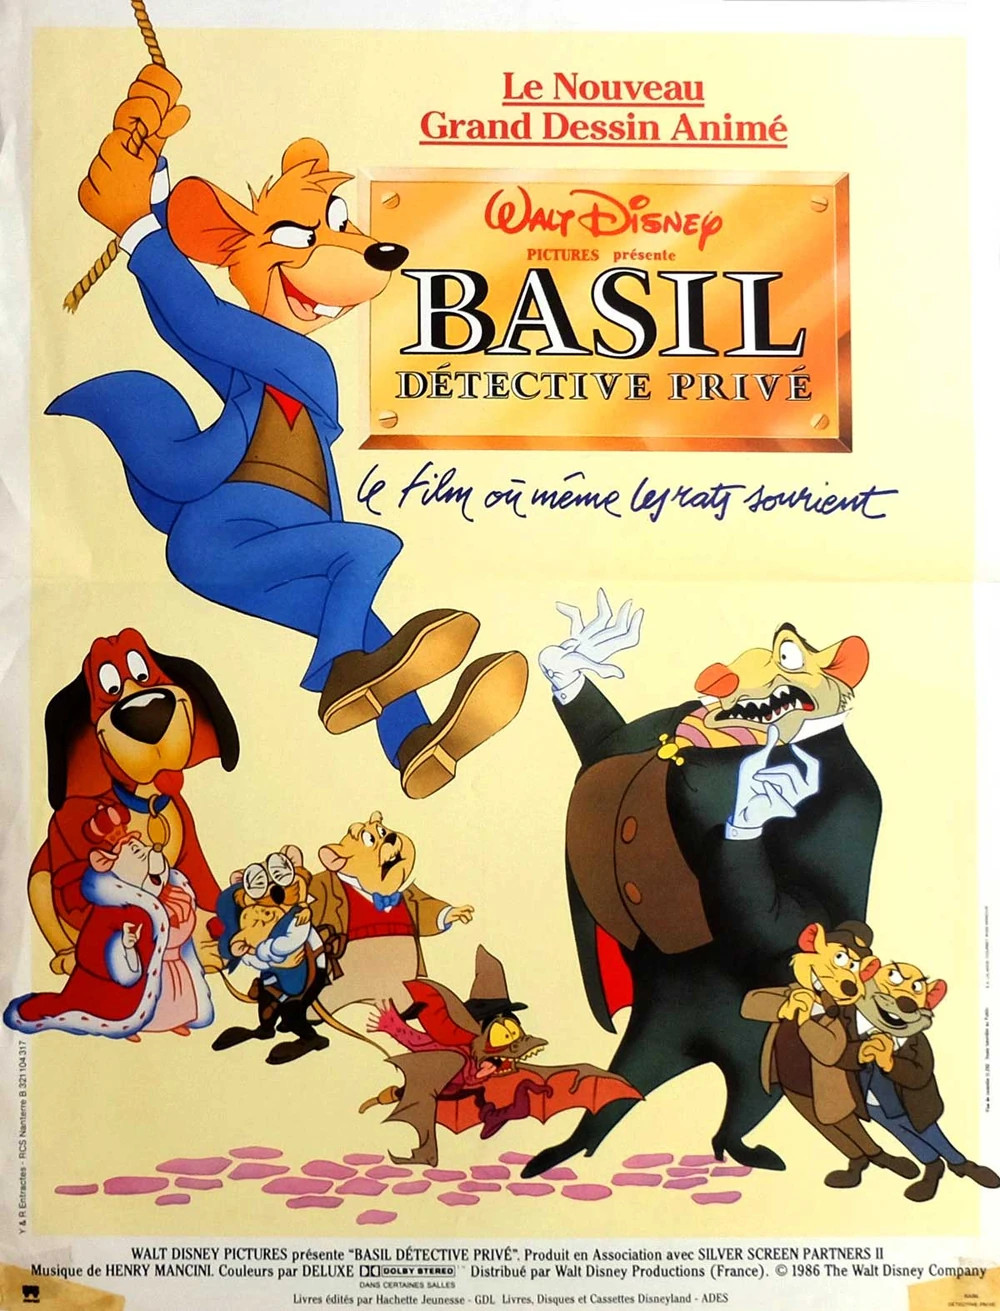 Le Nouveau
Grand Dessin Animé
WALT DISNEY
PICTURES présente
BASIL
DÉTECTIVE PRIVÉ
le film où même les rats sourient
Y & R Entractes - RCS Nanterre B 321 104 317
WALT DISNEY PICTURES présente "BASIL DÉTECTIVE PRIVÉ". Produit en Association avec SILVER SCREEN PARTNERS II
Musique de HENRY MANCINI. Couleurs par DELUXE DOLBY STEREO Distribué par Walt Disney Productions (France). © 1986 The Walt Disney Company
DANS CERTAINES SALLES
Livres édités par Hachette Jeunesse - GDL Livres, Disques et Cassettes Disneyland - ADES
BASIL
DÉTECTIVE PRIVÉ